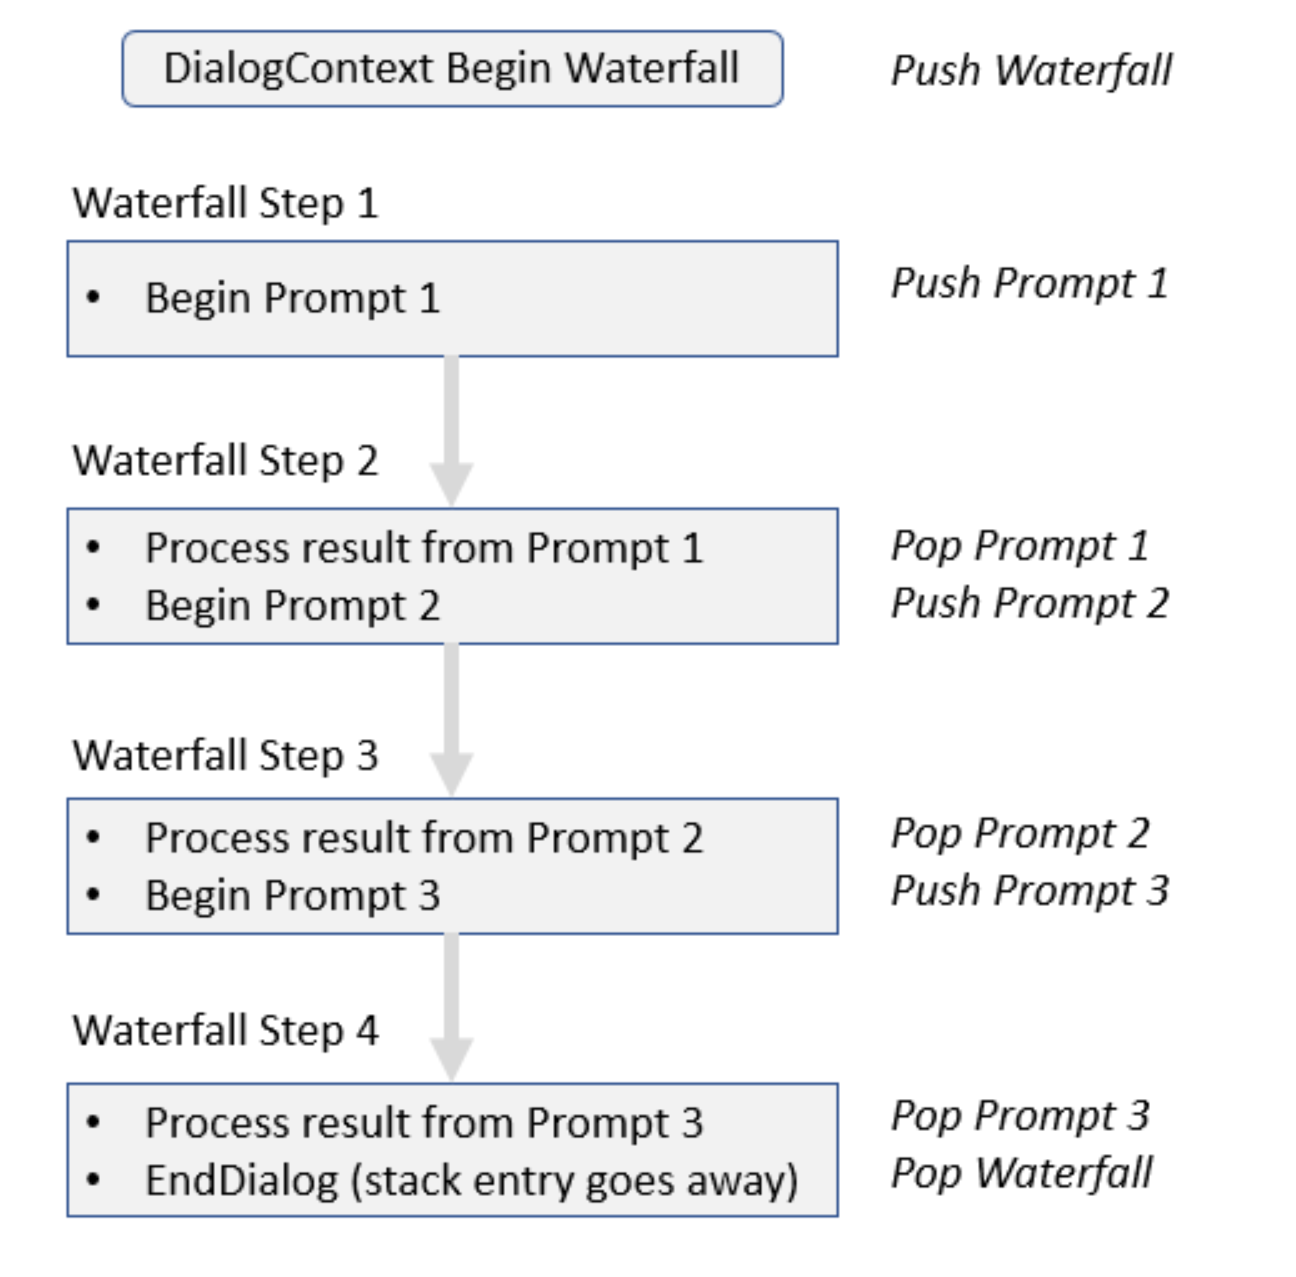 DialogContext Begin Waterfall
Push Waterfall
Waterfall Step 1
• Begin Prompt 1
Push Prompt 1
Waterfall Step 2
• Process result from Prompt 1
• Begin Prompt 2
Pop Prompt 1
Push Prompt 2
Waterfall Step 3
• Process result from Prompt 2
• Begin Prompt 3
Pop Prompt 2
Push Prompt 3
Waterfall Step 4
• Process result from Prompt 3
• EndDialog (stack entry goes away)
Pop Prompt 3
Pop Waterfall